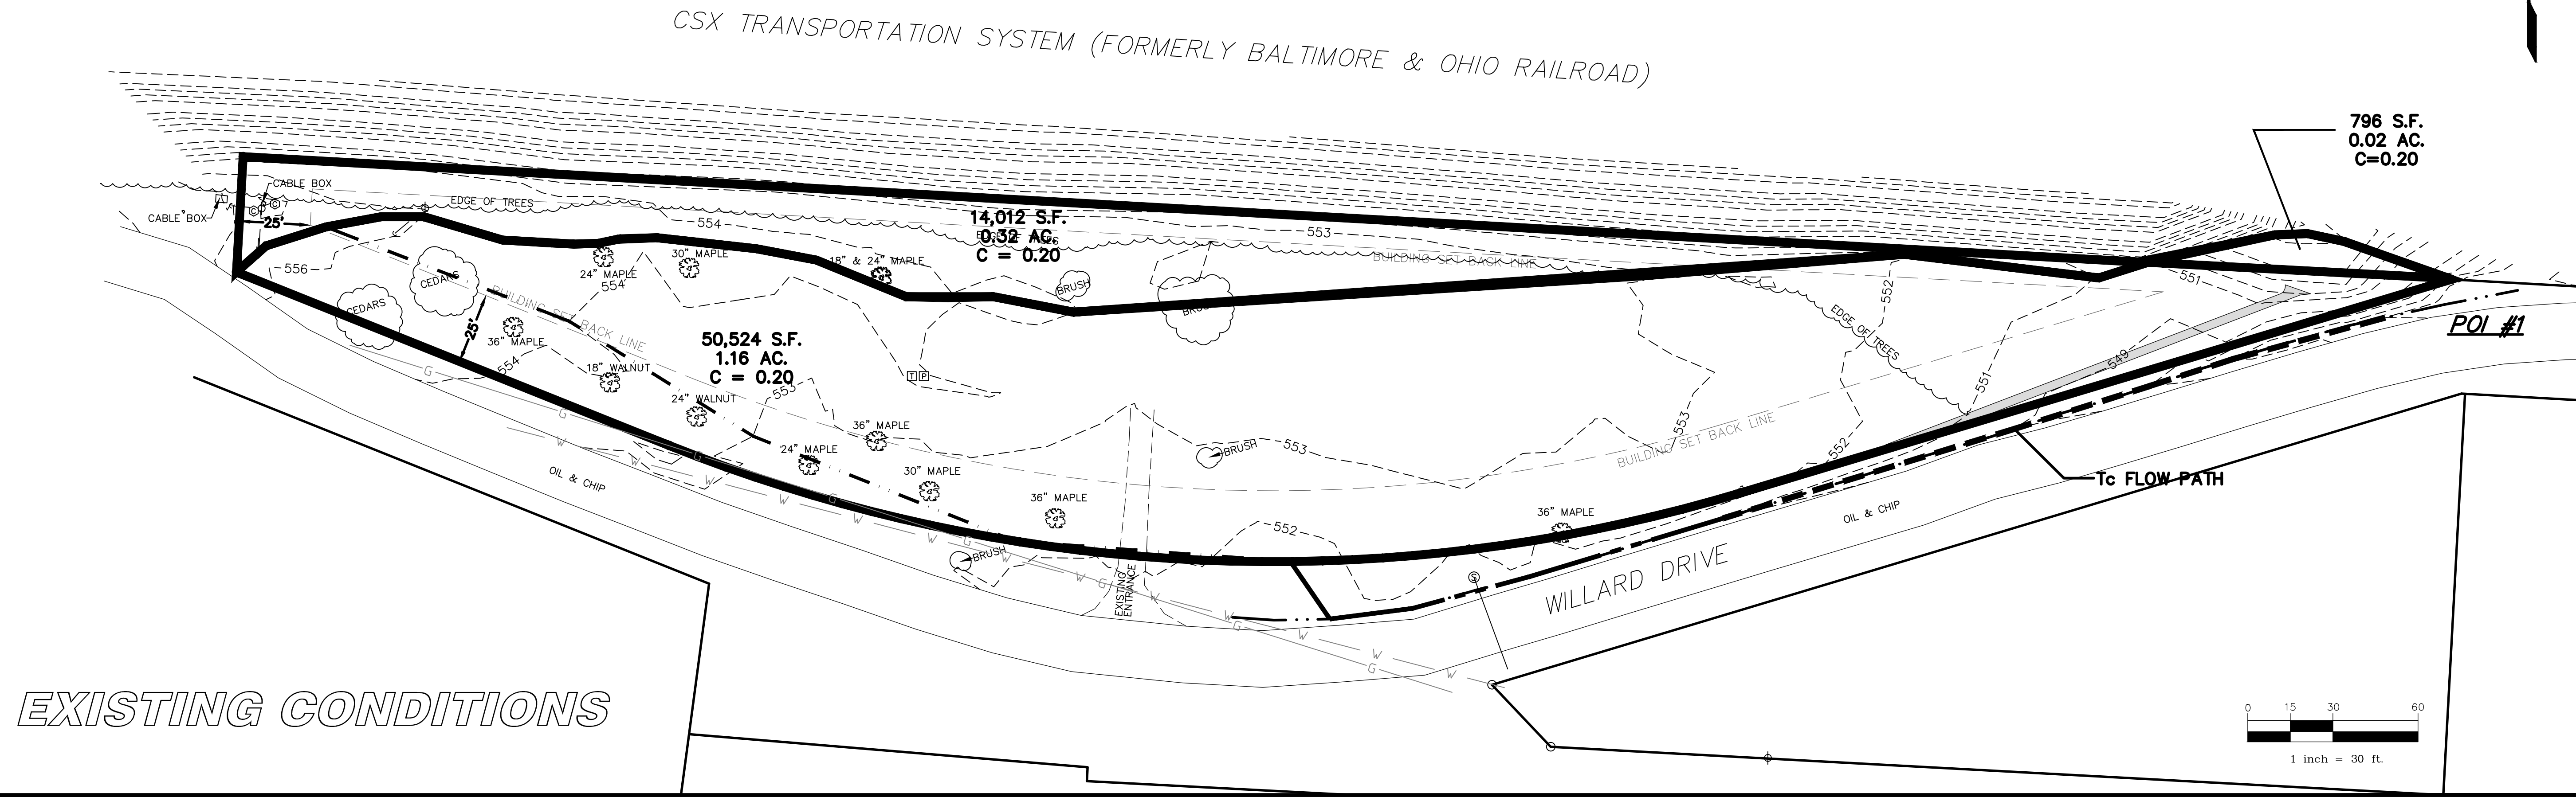 CSX TRANSPORTATION SYSTEM (FORMERLY BALTIMORE & OHIO RAILROAD)
796 S.F.
0.02 AC.
C=0.20
CABLE BOX
CABLE BOX
25'
EDGE OF TREES
554
14,012 S.F.
0.32 AC.
C = 0.20
553
BUILDING SET BACK LINE
556
CEDARS
CEDARS
24" MAPLE
30" MAPLE
18" & 24" MAPLE
554
BRUSH
551
552
BUILDING SET BACK LINE
25'
36" MAPLE
50,524 S.F.
1.16 AC.
C = 0.20
EDGE OF TREES
POI #1
554
18" WALNUT
553
T P
549
551
24" WALNUT
36" MAPLE
24" MAPLE
BRUSH
553
553
BUILDING SET BACK LINE
552
30" MAPLE
36" MAPLE
552
36" MAPLE
Tc FLOW PATH
OIL & CHIP
OIL & CHIP
BRUSH
EXISTING
ENTRANCE
S
WILLARD DRIVE
G
G
G
G
G
G
G
G
W
W
W
W
W
W
W
W
W
W
W
W
W
EXISTING CONDITIONS
0 15 30 60
1 inch = 30 ft.